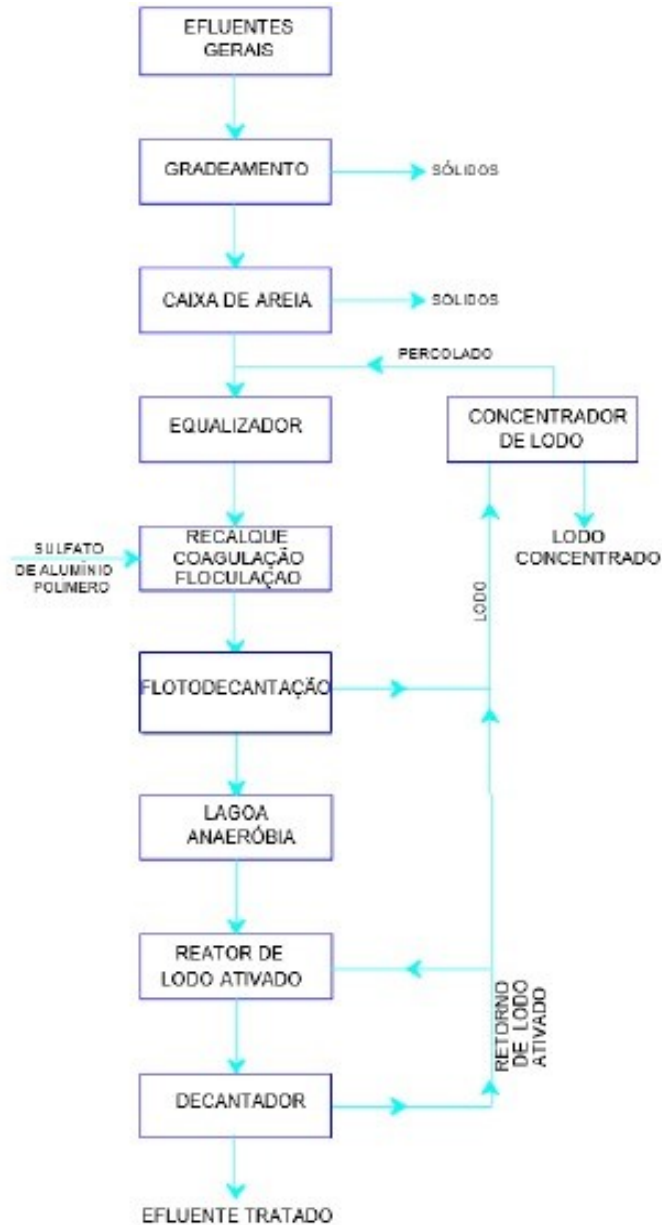 EFLUENTES
GERAIS
GRADEAMENTO
SÓLIDOS
CAIXA DE AREIA
SÓLIDOS
PERCOLADO
EQUALIZADOR
CONCENTRADOR
DE LODO
SULFATO
DE ALUMÍNIO
POLÍMERO
RECALQUE
COAGULAÇÃO
FLOCULAÇÃO
LODO
CONCENTRADO
LODO
FLOTODECANTAÇÃO
LAGOA
ANAERÓBIA
REATOR DE
LODO ATIVADO
RETORNO
DE LODO
ATIVADO
DECANTADOR
EFLUENTE TRATADO